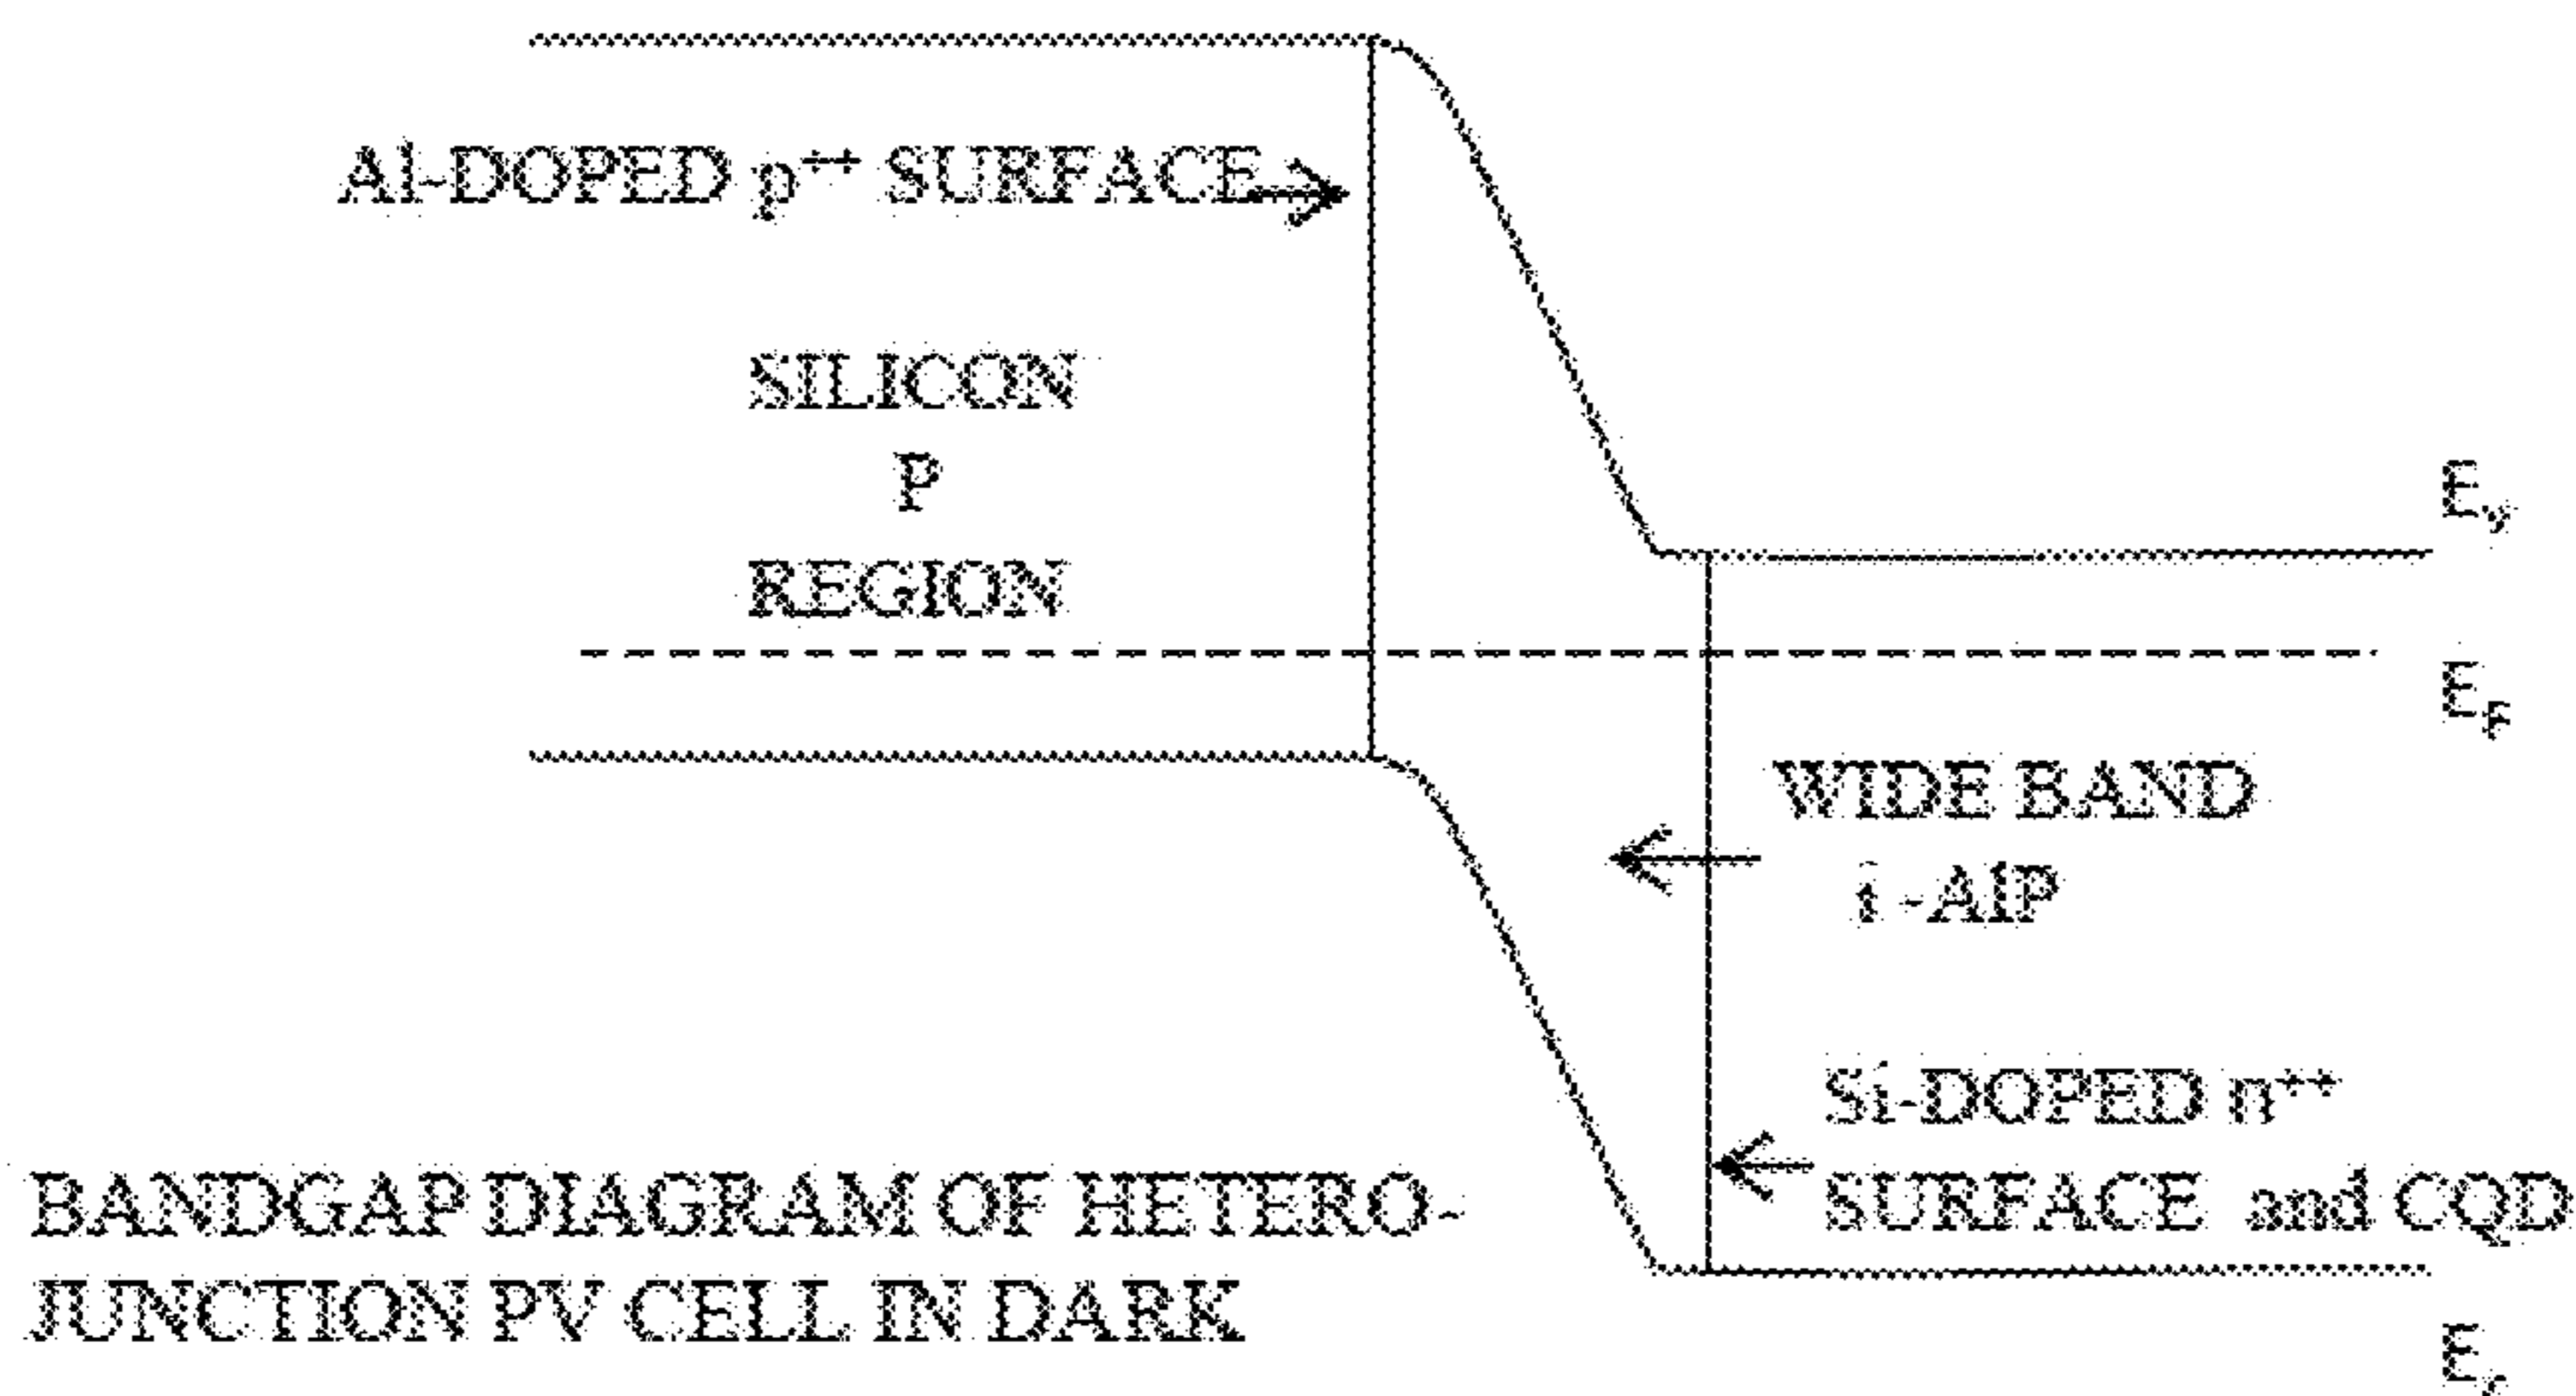 Al-DOPED p⁺⁺ SURFACE
SILICON
P
REGION
Eᵥ
E_F
WIDE BAND
i -AlP
Si-DOPED n⁺⁺
SURFACE and CQD
BANDGAP DIAGRAM OF HETERO-
JUNCTION PV CELL IN DARK
E_c